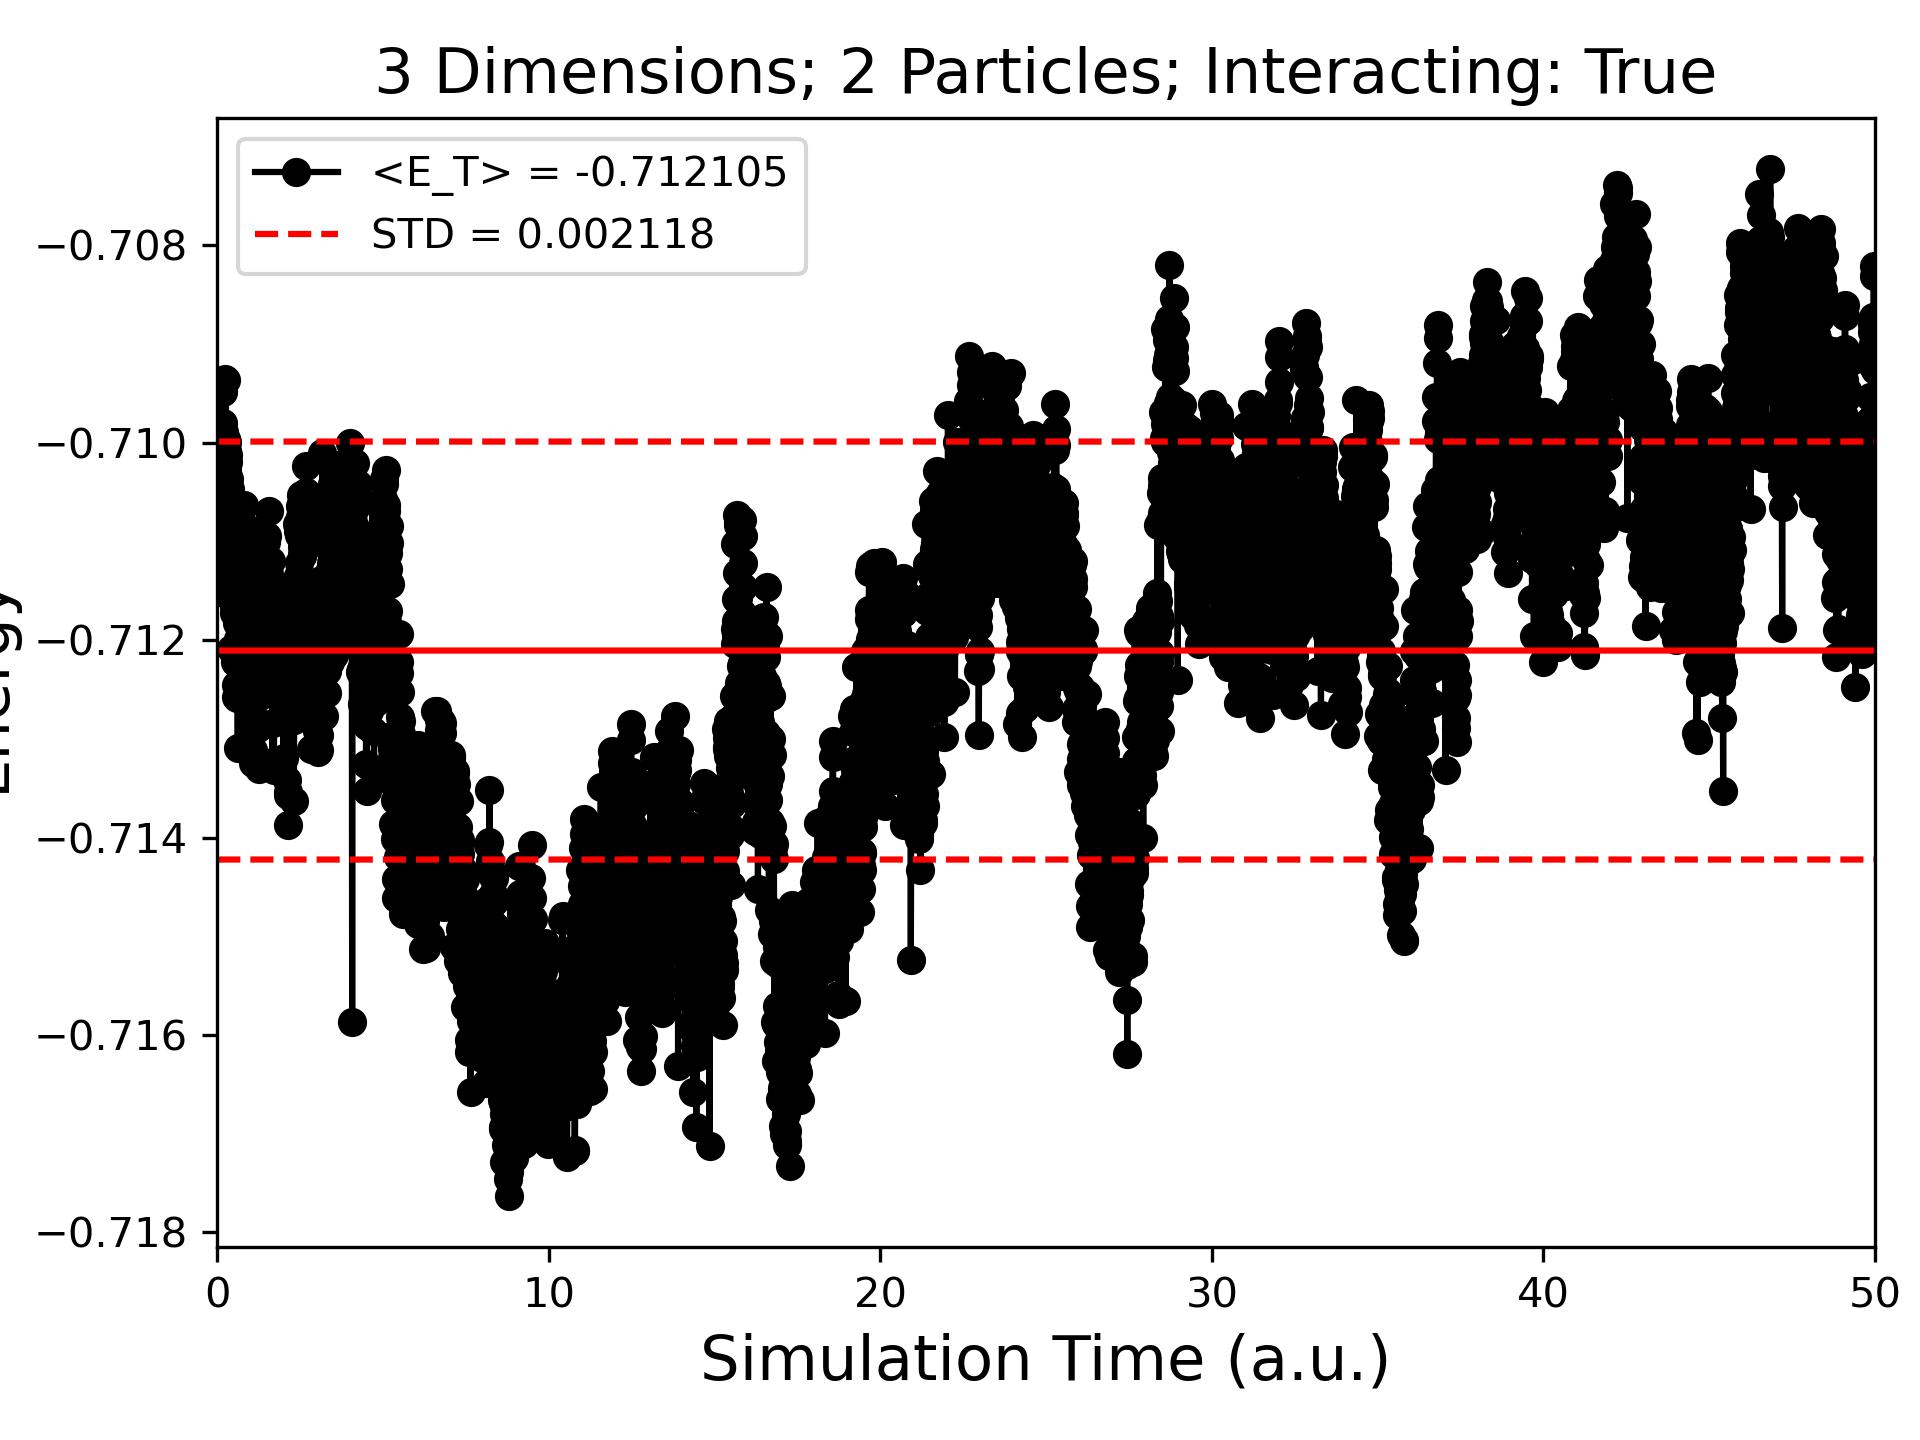 3 Dimensions; 2 Particles; Interacting: True
<E_T> = -0.712105
STD = 0.002118
−0.708
−0.710
−0.712
−0.714
−0.716
−0.718
Energy
0 10 20 30 40 50
Simulation Time (a.u.)